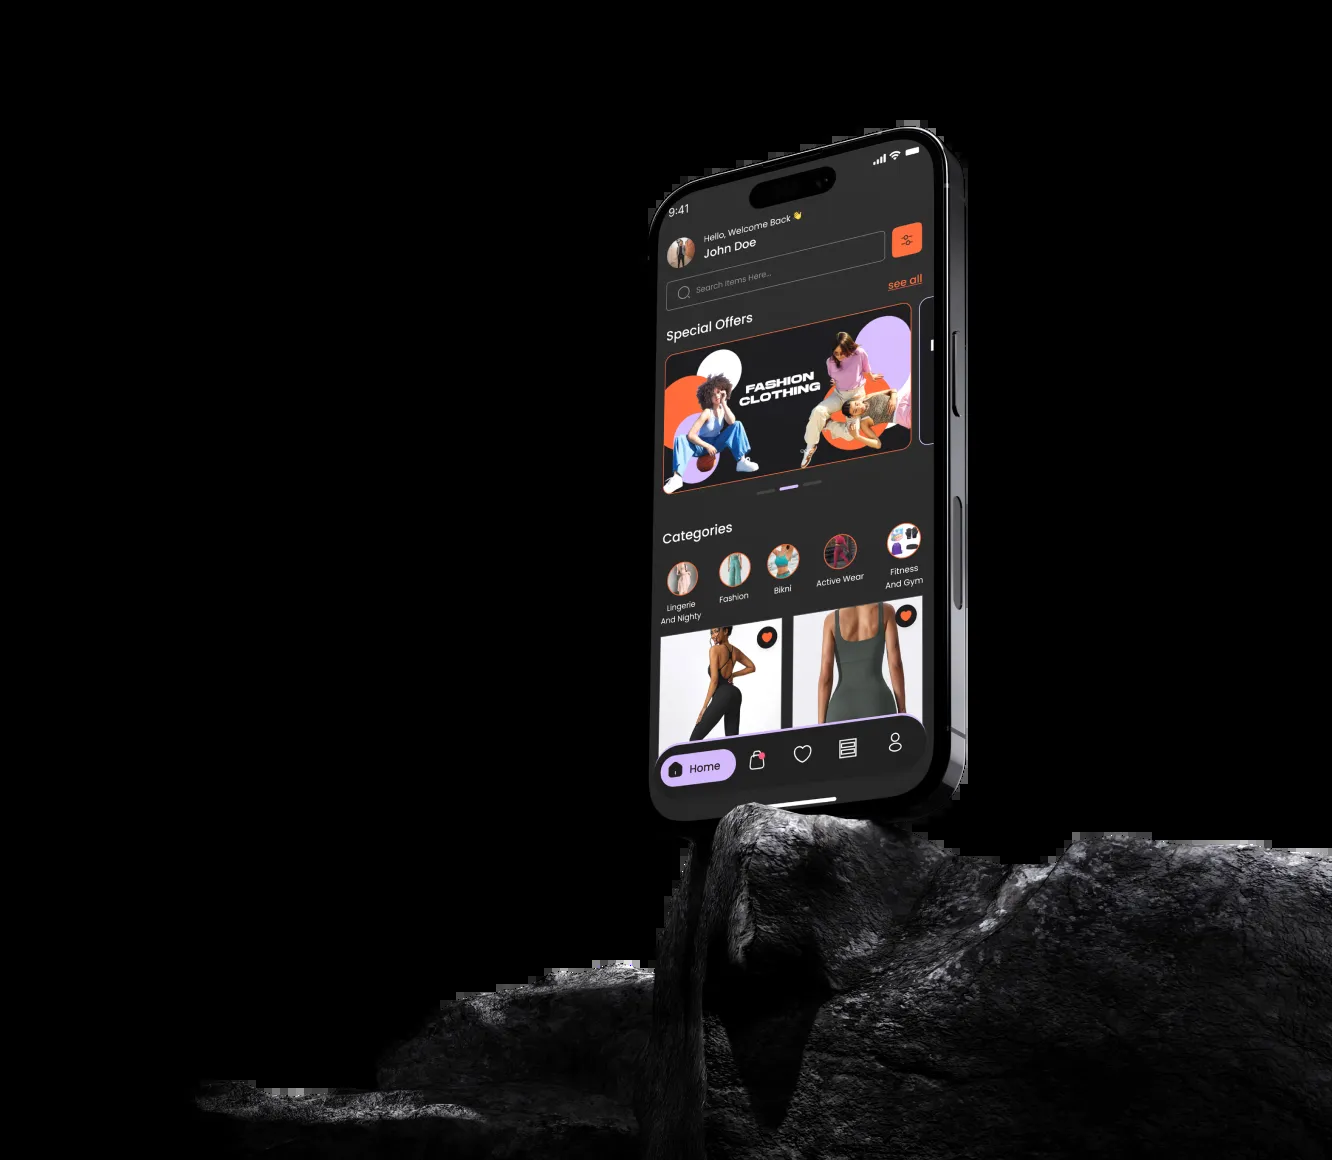 9:41
Hello, Welcome Back 👋
John Doe
Search Items Here...
see all
Special Offers
FASHION
CLOTHING
Categories
Lingerie
And Nighty
Fashion
Bikni
Active Wear
Fitness
And Gym
Home